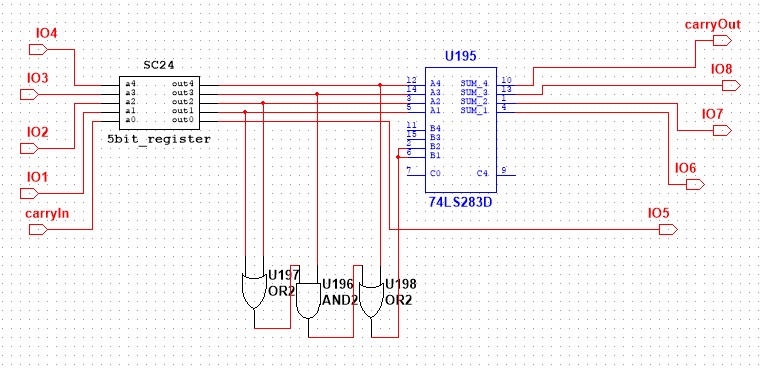 carryOut
IO4
U195
SC24
IO3
IO8
a4 out4
a3 out3
a2 out2
a1 out1
a0 out0
12 A4 SUM_4 10
14 A3 SUM_3 13
3 A2 SUM_2 1
5 A1 SUM_1 4
IO2
IO7
11 B4
15 B3
2 B2
6 B1
5bit_register
7 C0 C4 9
IO1
IO6
74LS283D
carryIn
IO5
U197
OR2
U196
AND2
U198
OR2